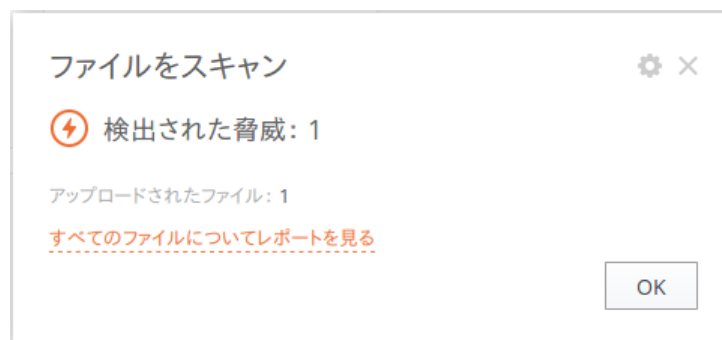 ファイルをスキャン
検出された脅威: 1
アップロードされたファイル: 1
すべてのファイルについてレポートを見る
OK